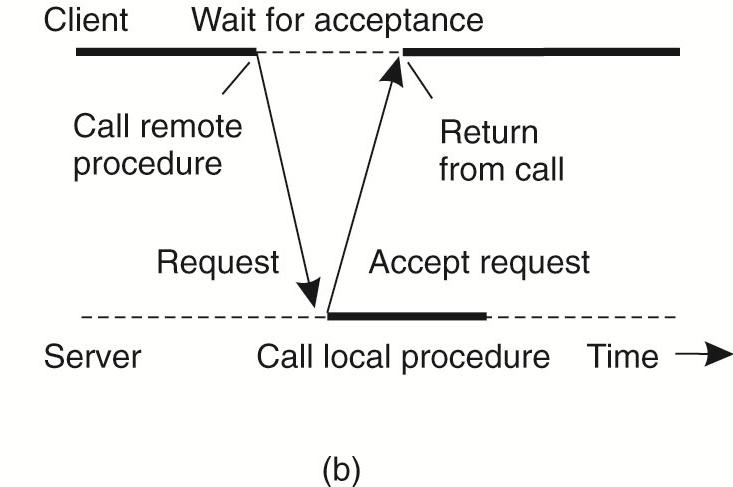 Client Wait for acceptance
Call remote
procedure
Return
from call
Request Accept request
Server Call local procedure Time
(b)